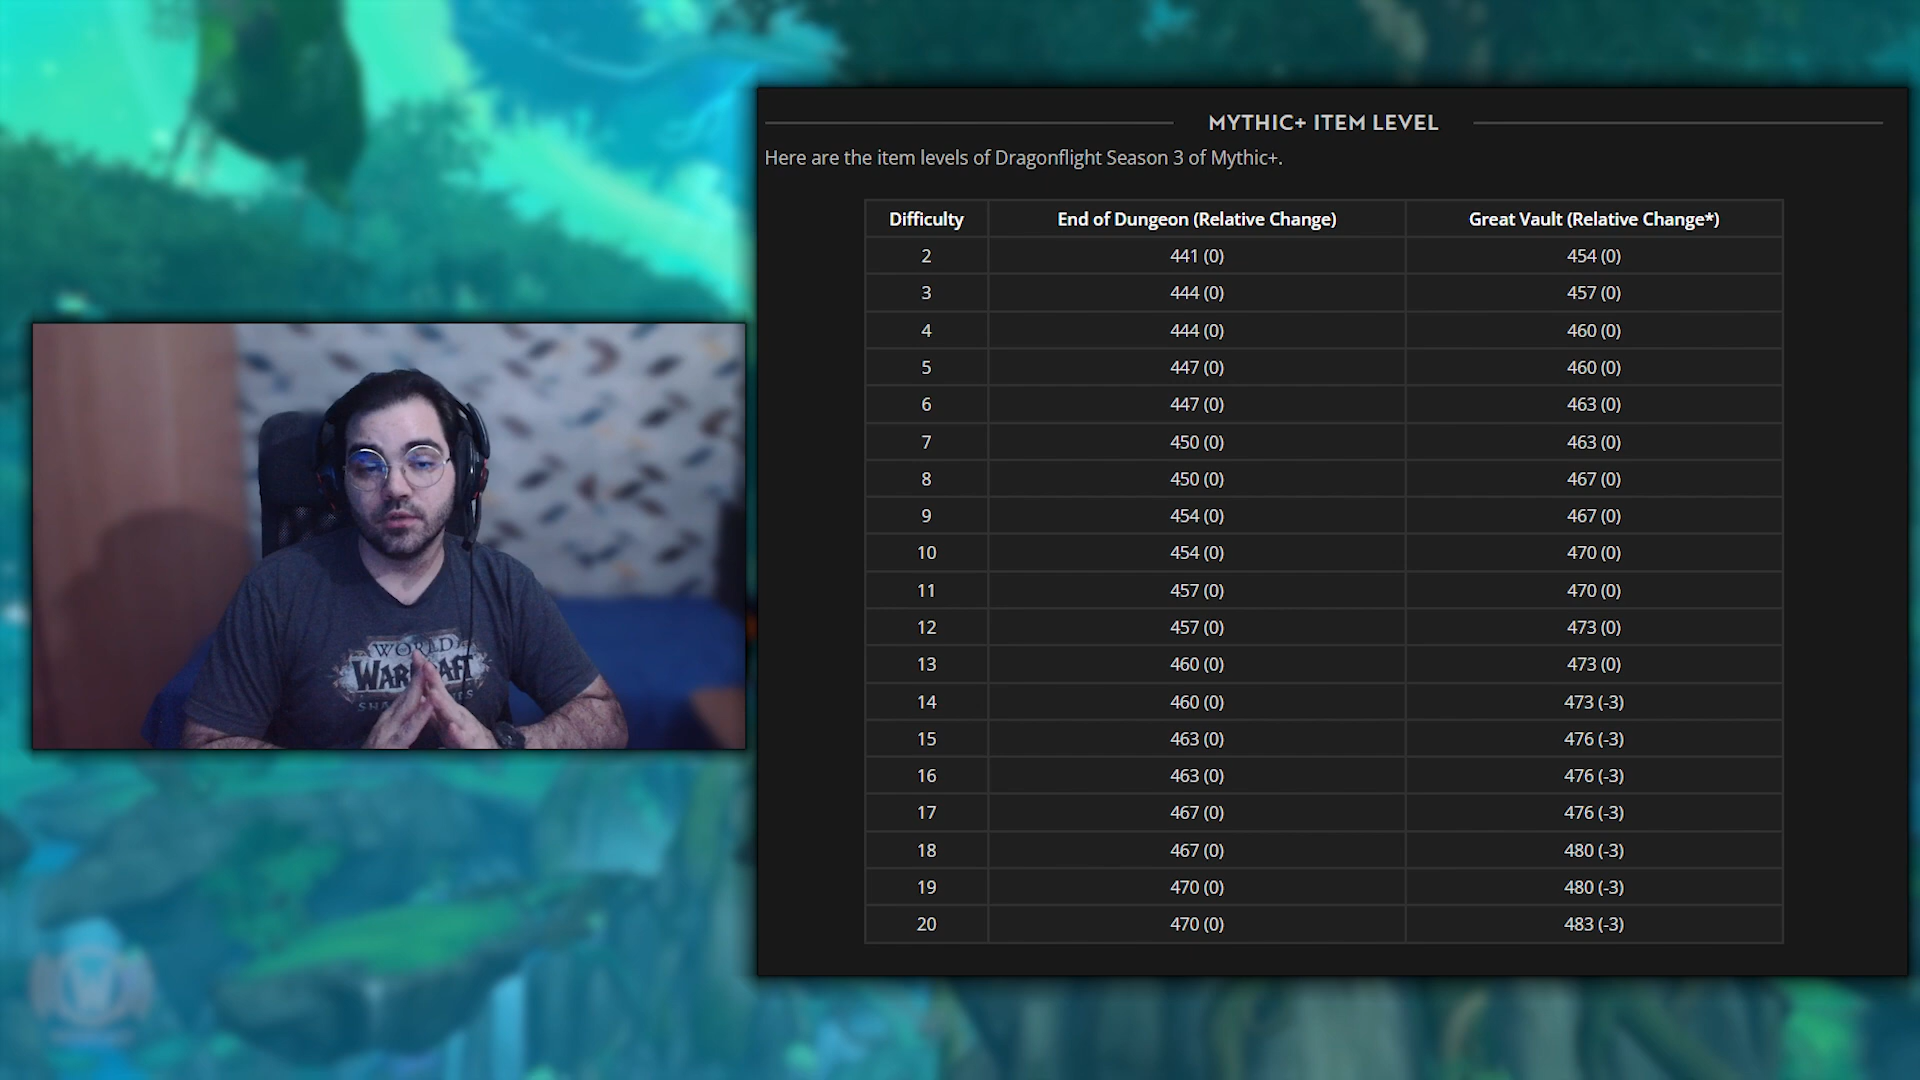 MYTHIC+ ITEM LEVEL
Here are the item levels of Dragonflight Season 3 of Mythic+.
Difficulty End of Dungeon (Relative Change) Great Vault (Relative Change*)
2 441 (0) 454 (0)
3 444 (0) 457 (0)
4 444 (0) 460 (0)
5 447 (0) 460 (0)
6 447 (0) 463 (0)
7 450 (0) 463 (0)
8 450 (0) 467 (0)
9 454 (0) 467 (0)
10 454 (0) 470 (0)
11 457 (0) 470 (0)
12 457 (0) 473 (0)
13 460 (0) 473 (0)
14 460 (0) 473 (-3)
15 463 (0) 476 (-3)
16 463 (0) 476 (-3)
17 467 (0) 476 (-3)
18 467 (0) 480 (-3)
19 470 (0) 480 (-3)
20 470 (0) 483 (-3)
WORLD